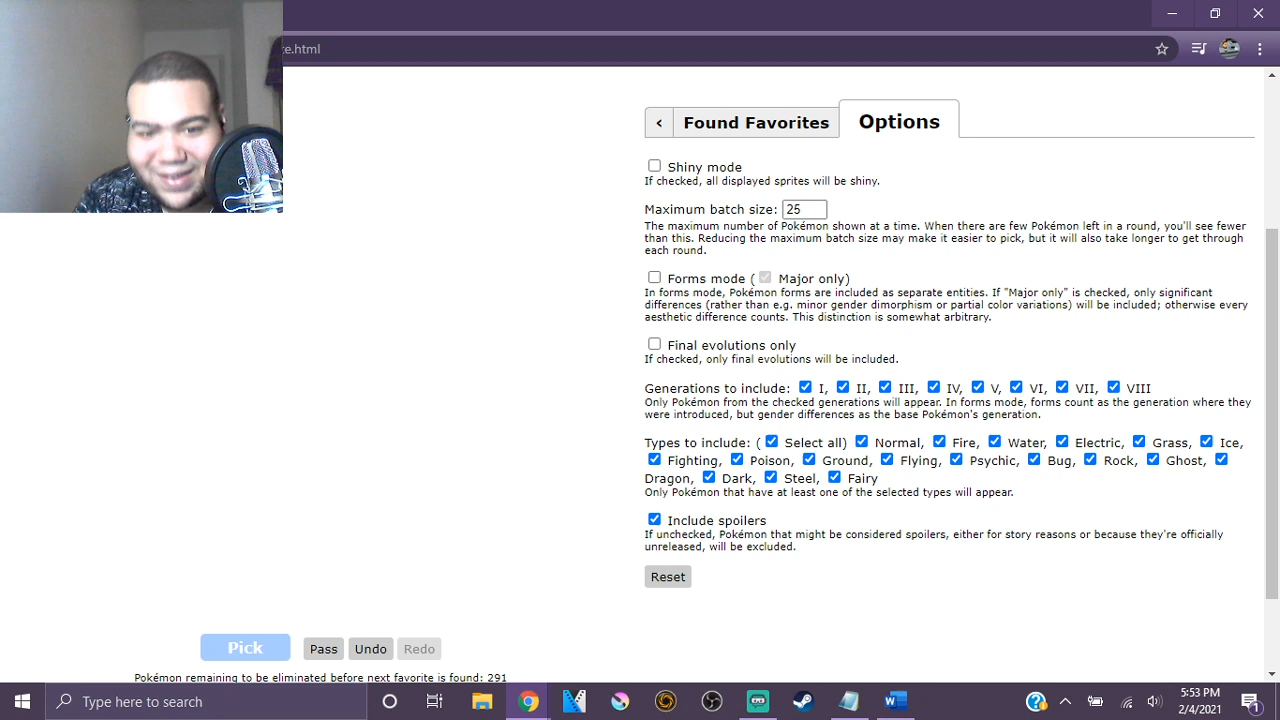 te.html
‹ Found Favorites Options
Shiny mode
If checked, all displayed sprites will be shiny.
Maximum batch size: 25
The maximum number of Pokémon shown at a time. When there are few Pokémon left in a round, you'll see fewer
than this. Reducing the maximum batch size may make it easier to pick, but it will also take longer to get through
each round.
Forms mode ( Major only)
In forms mode, Pokémon forms are included as separate entities. If "Major only" is checked, only significant
differences (rather than e.g. minor gender dimorphism or partial color variations) will be included; otherwise every
aesthetic difference counts. This distinction is somewhat arbitrary.
Final evolutions only
If checked, only final evolutions will be included.
Generations to include: I, II, III, IV, V, VI, VII, VIII
Only Pokémon from the checked generations will appear. In forms mode, forms count as the generation where they
were introduced, but gender differences as the base Pokémon's generation.
Types to include: ( Select all) Normal, Fire, Water, Electric, Grass, Ice,
Fighting, Poison, Ground, Flying, Psychic, Bug, Rock, Ghost,
Dragon, Dark, Steel, Fairy
Only Pokémon that have at least one of the selected types will appear.
Include spoilers
If unchecked, Pokémon that might be considered spoilers, either for story reasons or because they're officially
unreleased, will be excluded.
Reset
Pick Pass Undo Redo
Pokémon remaining to be eliminated before next favorite is found: 291
Type here to search
5:53 PM
2/4/2021
1